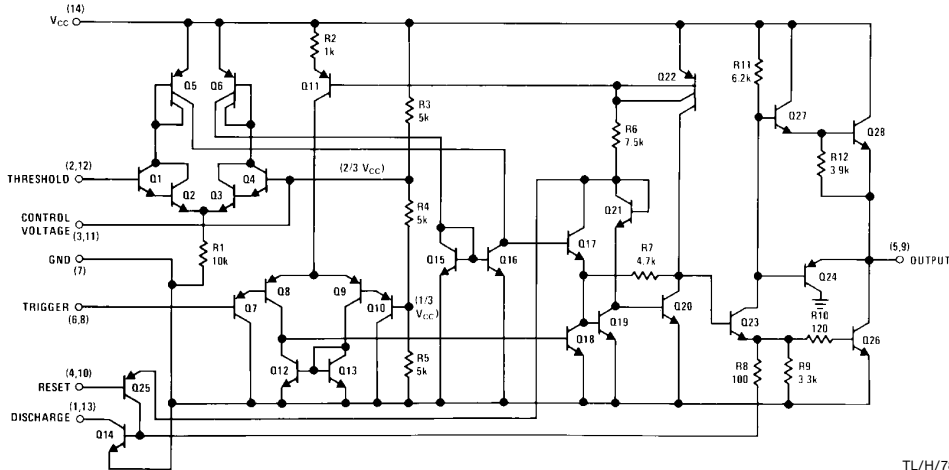 (14)
VCC
R2
1k
Q5
Q6
Q11
R3
5k
Q22
R11
6.2k
Q27
Q28
R6
7.5k
R12
3.9k
(2,12)
THRESHOLD
Q1
Q2
Q3
Q4
(2/3 VCC)
CONTROL
VOLTAGE
(3,11)
R4
5k
Q21
R1
10k
GND
(7)
Q15
Q16
Q17
R7
4.7k
Q24
(5,9)
OUTPUT
TRIGGER
(6,8)
Q7
Q8
Q9
Q10
(1/3
VCC)
Q18
Q19
Q20
Q23
R10
120
Q26
Q12
Q13
R5
5k
R8
100
R9
3.3k
(4,10)
RESET
Q25
(1,13)
DISCHARGE
Q14